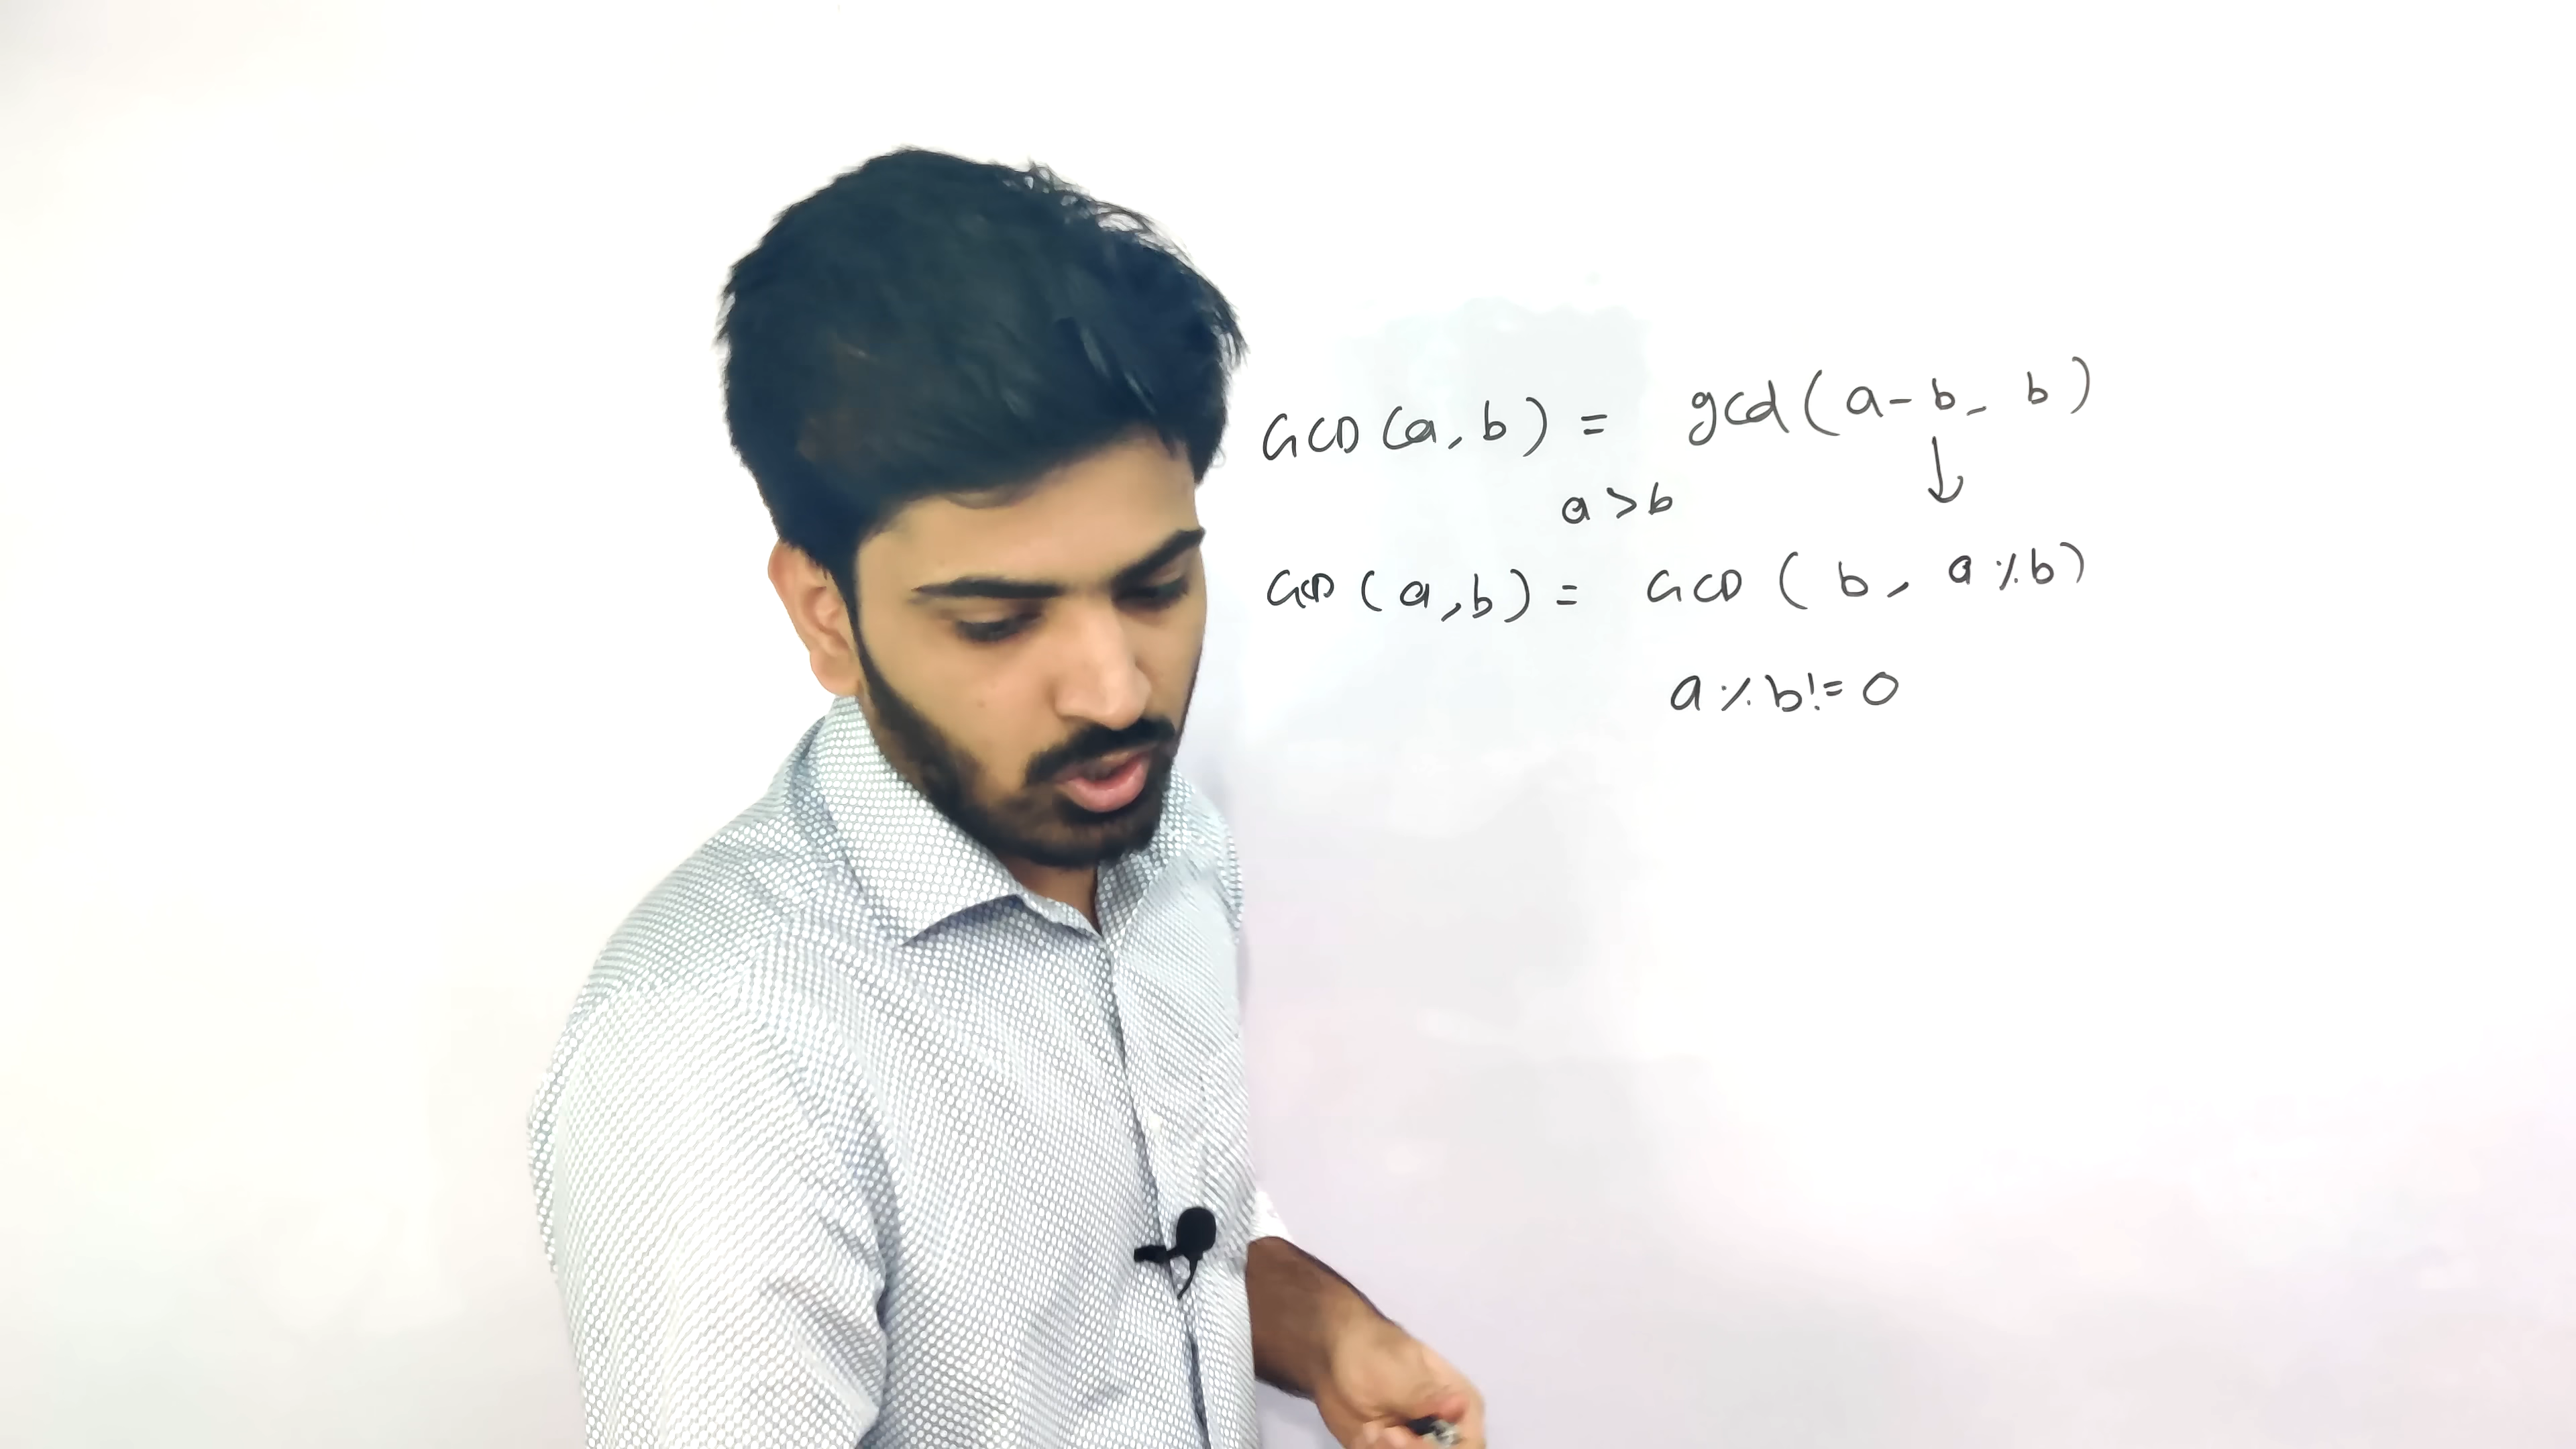 GCD (a, b) = gcd (a - b, b)
↓
a > b
GCD (a, b) = GCD (b, a % b)
a % b != 0